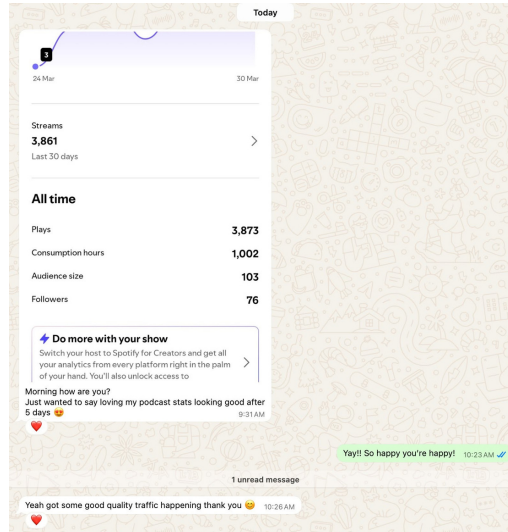 Today
3
24 Mar 30 Mar
Streams
3,861
Last 30 days
All time
Plays 3,873
Consumption hours 1,002
Audience size 103
Followers 76
Do more with your show
Switch your host to Spotify for Creators and get all
your analytics from every platform right in the palm
of your hand. You'll also unlock access to
Morning how are you?
Just wanted to say loving my podcast stats looking good after
5 days 😍 9:31 AM
❤️
Yay!! So happy you're happy! 10:23 AM
1 unread message
Yeah got some good quality traffic happening thank you 😊 10:26 AM
❤️